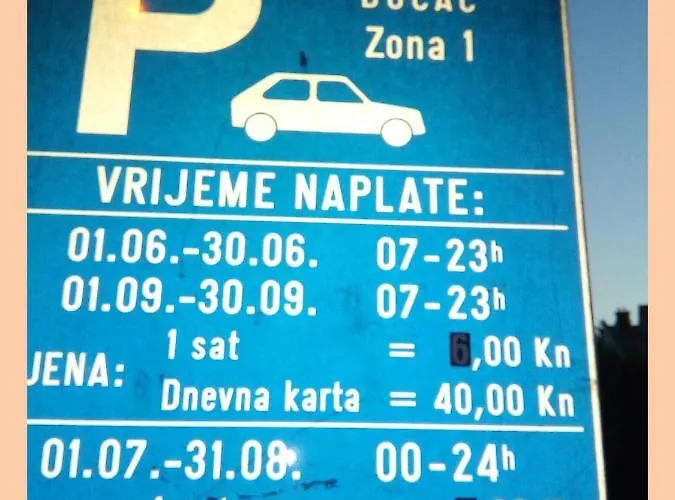 P
Zona 1
VRIJEME NAPLATE:
01.06.-30.06. 07-23h
01.09.-30.09. 07-23h
1 sat = 6,00 Kn
JENA:
Dnevna karta = 40,00 Kn
01.07.-31.08. 00-24h